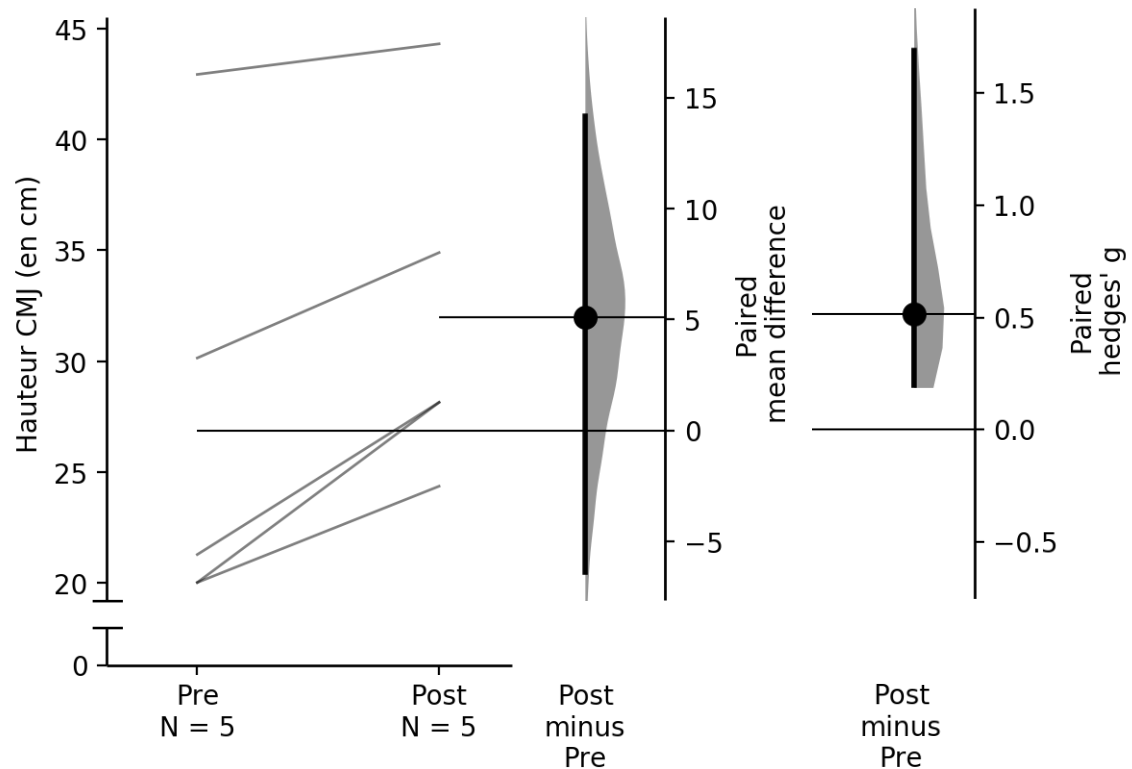 Hauteur CMJ (en cm)
45
40
35
30
25
20
0
Pre
N = 5
Post
N = 5
15
10
5
0
−5
Paired
mean difference
Post
minus
Pre
1.5
1.0
0.5
0.0
−0.5
Paired
hedges' g
Post
minus
Pre